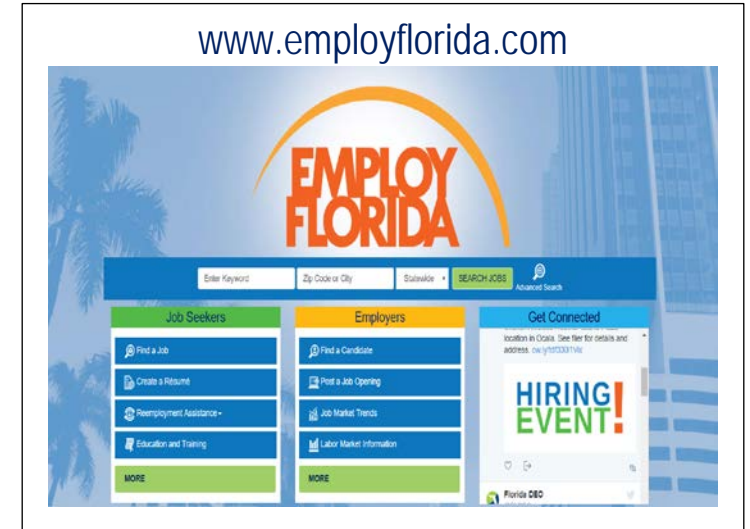 www.employflorida.com
EMPLOY
FLORIDA
Enter Keyword
Zip Code or City
Statewide
SEARCH JOBS
Advanced Search
Job Seekers
Find a Job
Create a Résumé
Reemployment Assistance
Education and Training
MORE
Employers
Find a Candidate
Post a Job Opening
Job Market Trends
Labor Market Information
MORE
Get Connected
location in Ocala. See flier for details and
address.
HIRING
EVENT!
Florida DEO